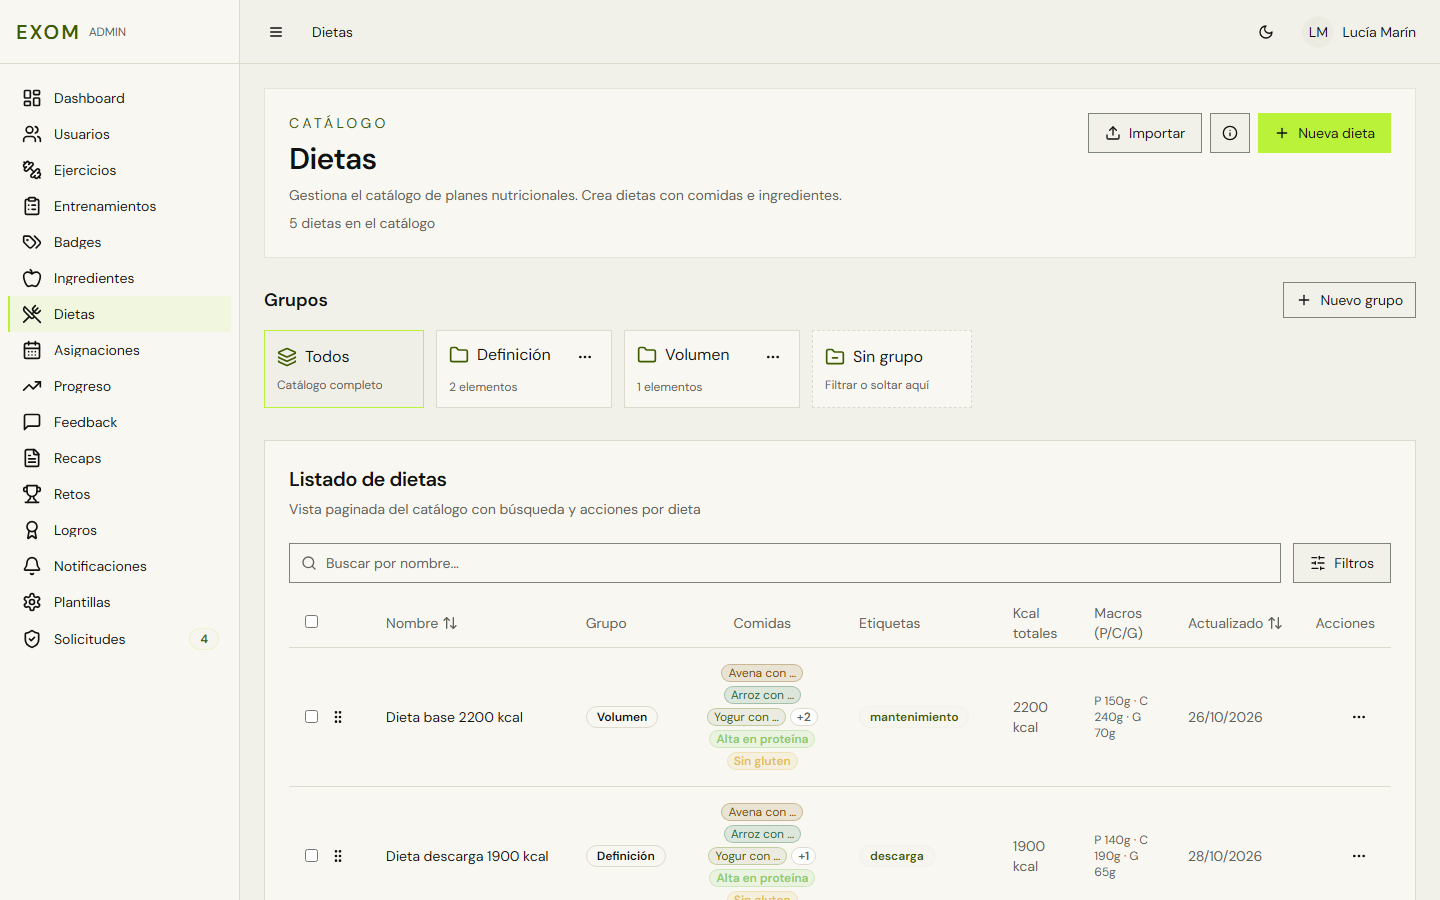 EXOM ADMIN
Dietas
LM Lucía Marín
Dashboard
Usuarios
Ejercicios
Entrenamientos
Badges
Ingredientes
Dietas
Asignaciones
Progreso
Feedback
Recaps
Retos
Logros
Notificaciones
Plantillas
Solicitudes 4
CATÁLOGO
Dietas
Gestiona el catálogo de planes nutricionales. Crea dietas con comidas e ingredientes.
5 dietas en el catálogo
Importar
Nueva dieta
Grupos
Nuevo grupo
Todos
Catálogo completo
Definición
2 elementos
Volumen
1 elementos
Sin grupo
Filtrar o soltar aquí
Listado de dietas
Vista paginada del catálogo con búsqueda y acciones por dieta
Buscar por nombre...
Filtros
Nombre Grupo Comidas Etiquetas Kcal totales Macros (P/C/G) Actualizado Acciones
Dieta base 2200 kcal
Volumen
Avena con ...
Arroz con ...
Yogur con ... +2
Alta en proteína
Sin gluten
mantenimiento
2200
kcal
P 150g · C
240g · G
70g
26/10/2026
Dieta descarga 1900 kcal
Definición
Avena con ...
Arroz con ...
Yogur con ... +1
Alta en proteína
Sin gluten
descarga
1900
kcal
P 140g · C
190g · G
65g
28/10/2026